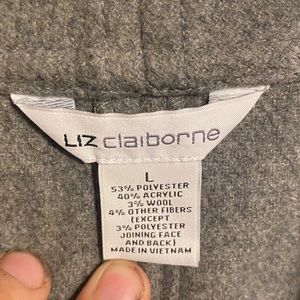 LIZ claiborne
L
53% POLYESTER
40% ACRYLIC
3% WOOL
4% OTHER FIBERS
(EXCEPT
3% POLYESTER
JOINING FACE
AND BACK)
MADE IN VIETNAM